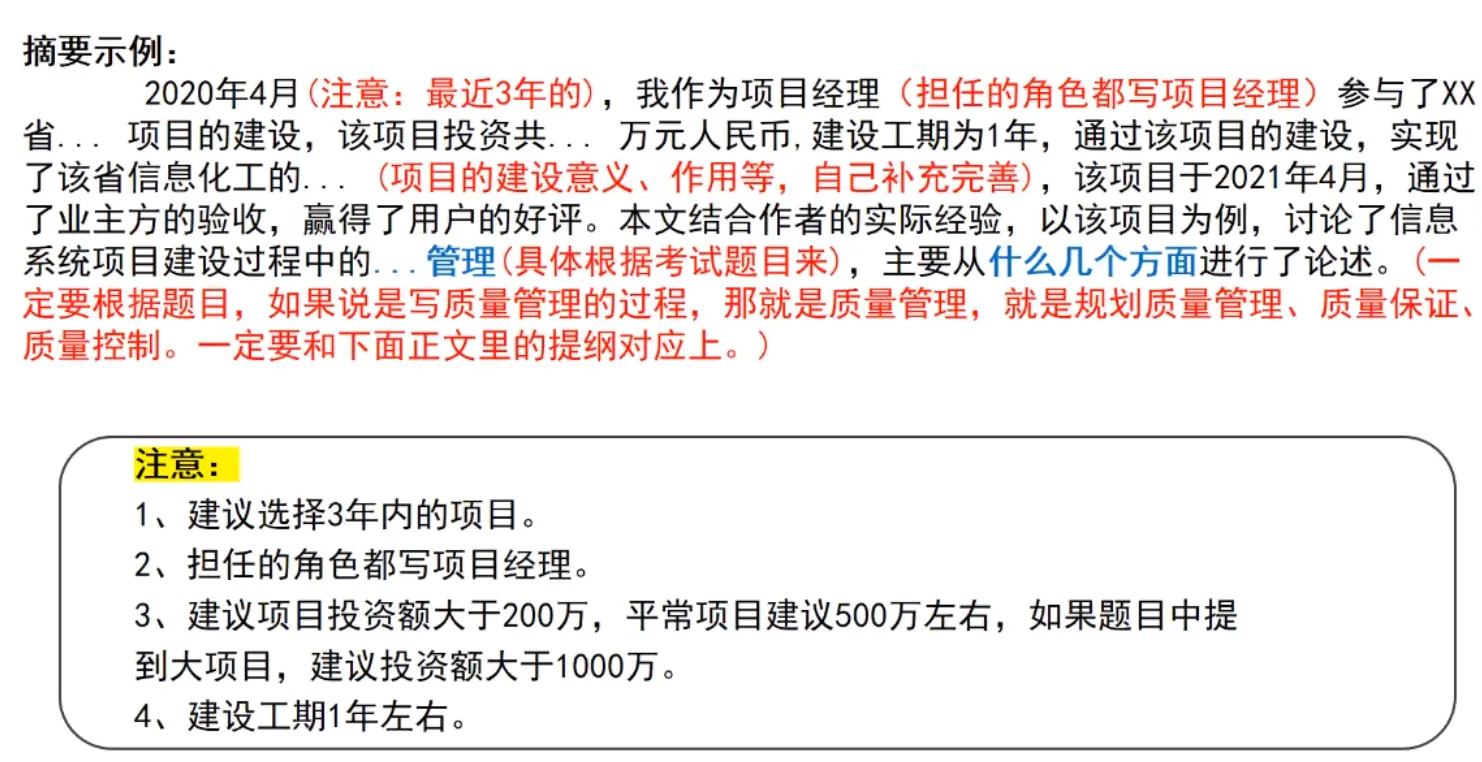 摘要示例：
2020年4月(注意：最近3年的)，我作为项目经理（担任的角色都写项目经理）参与了XX
省... 项目的建设，该项目投资共... 万元人民币,建设工期为1年，通过该项目的建设，实现
了该省信息化工的... (项目的建设意义、作用等，自己补充完善)，该项目于2021年4月，通过
了业主方的验收，赢得了用户的好评。本文结合作者的实际经验，以该项目为例，讨论了信息
系统项目建设过程中的...管理(具体根据考试题目来)，主要从什么几个方面进行了论述。(一
定要根据题目，如果说是写质量管理的过程，那就是质量管理，就是规划质量管理、质量保证、
质量控制。一定要和下面正文里的提纲对应上。)
注意：
1、建议选择3年内的项目。
2、担任的角色都写项目经理。
3、建议项目投资额大于200万，平常项目建议500万左右，如果题目中提
到大项目，建议投资额大于1000万。
4、建设工期1年左右。